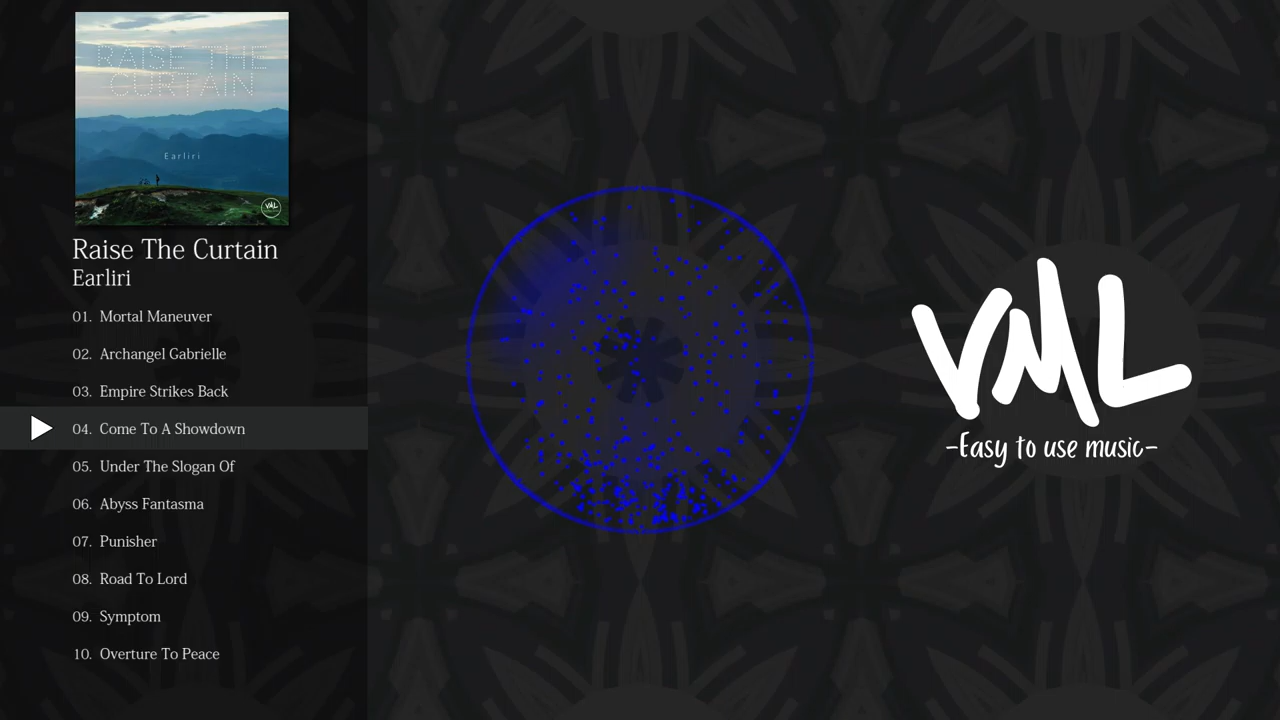 RAISE THE
CURTAIN
Earliri
VML
Raise The Curtain
Earliri
01. Mortal Maneuver
02. Archangel Gabrielle
03. Empire Strikes Back
04. Come To A Showdown
05. Under The Slogan Of
06. Abyss Fantasma
07. Punisher
08. Road To Lord
09. Symptom
10. Overture To Peace
VML
-Easy to use music-